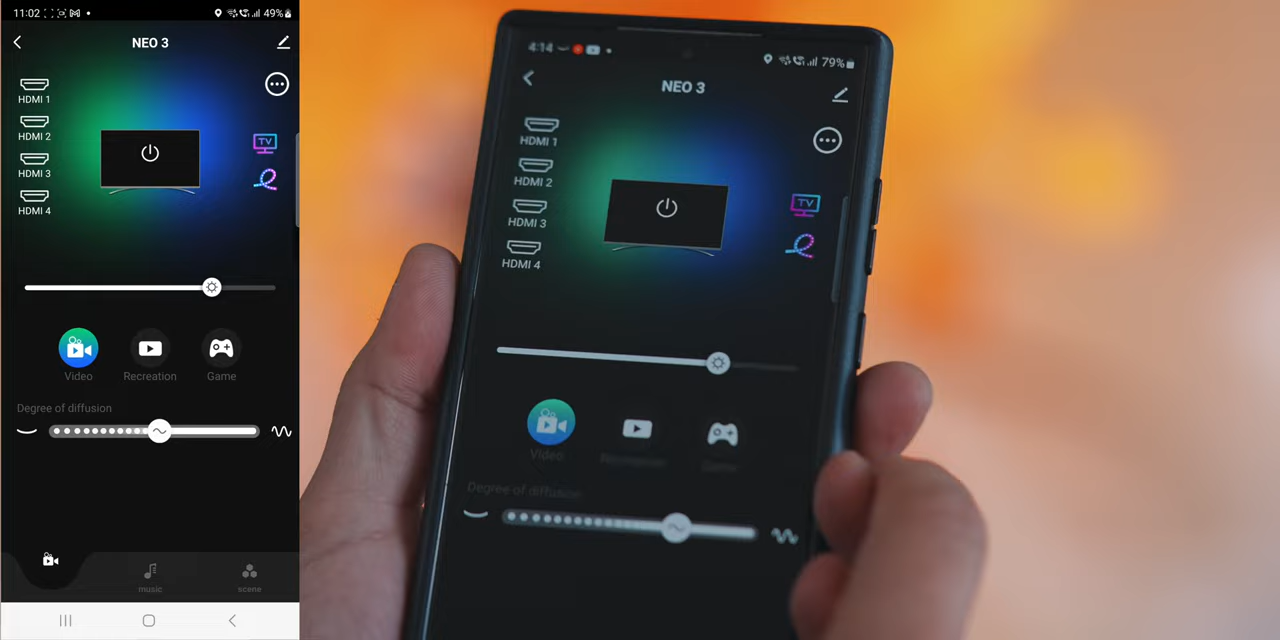 11:02
49%
NEO 3
HDMI 1
HDMI 2
HDMI 3
HDMI 4
TV
Video
Recreation
Game
Degree of diffusion
music
scene
4:14
79%
NEO 3
HDMI 1
HDMI 2
HDMI 3
HDMI 4
TV
Video
Recreation
Game
Degree of diffusion